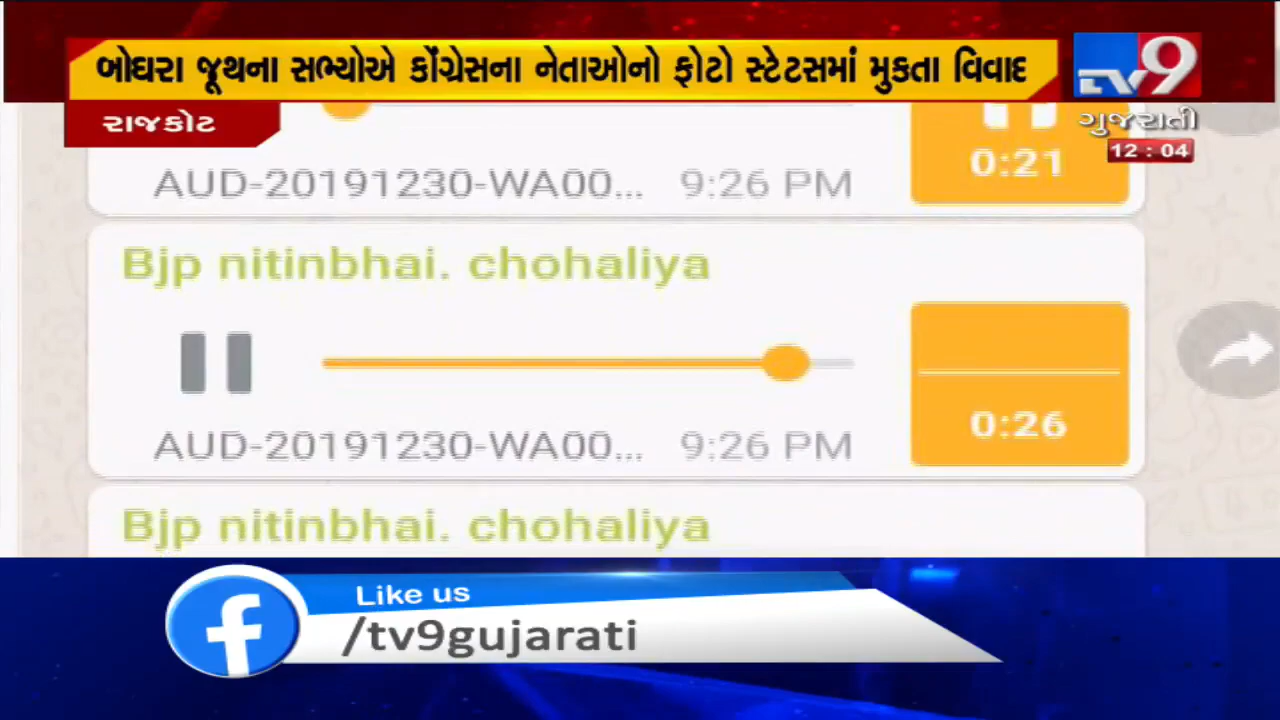 બોઘરા જૂથના સભ્યોએ કોંગ્રેસના નેતાઓનો ફોટો સ્ટેટસમાં મુકતા વિવાદ
TV9
ગુજરાતી
12 : 04
રાજકોટ
0:21
AUD-20191230-WA00... 9:26 PM
Bjp nitinbhai. chohaliya
0:26
AUD-20191230-WA00... 9:26 PM
Bjp nitinbhai. chohaliya
Like us
/tv9gujarati